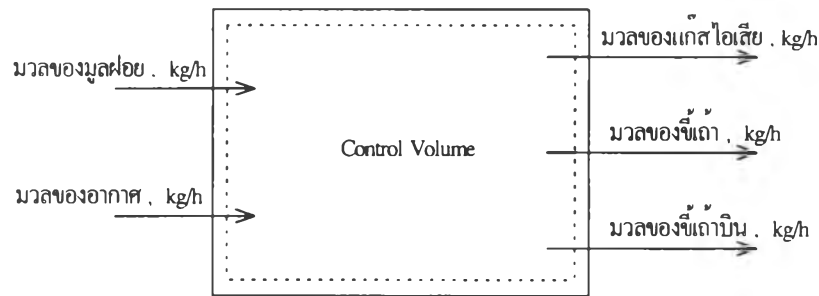 มวลของแก๊สไอเสีย , kg/h
มวลของมูลฝอย , kg/h
มวลของขี้เถ้า , kg/h
Control Volume
มวลของอากาศ , kg/h
มวลของขี้เถ้าบิน , kg/h